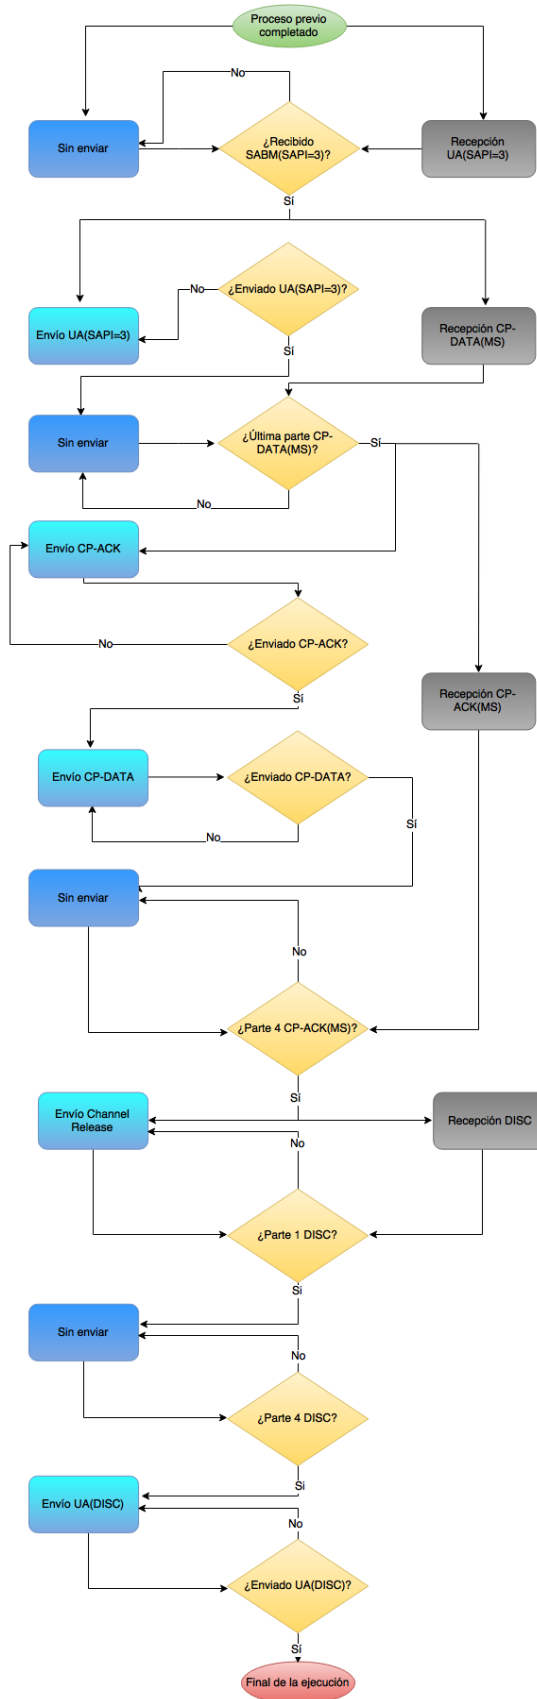 Proceso previo
completado
No
Sin enviar
¿Recibido
SABM(SAPI=3)?
Recepción
UA(SAPI=3)
Sí
No
¿Enviado UA(SAPI=3)?
Envío UA(SAPI=3)
Recepción CP-
DATA(MS)
Sí
Sin enviar
¿Última parte CP-
DATA(MS)?
Sí
No
Envío CP-ACK
No
¿Enviado CP-ACK?
Recepción CP-
ACK(MS)
Sí
Envío CP-DATA
¿Enviado CP-DATA?
Sí
No
Sin enviar
No
¿Parte 4 CP-ACK(MS)?
Sí
Envío Channel
Release
Recepción DISC
No
¿Parte 1 DISC?
Si
Sin enviar
No
¿Parte 4 DISC?
Si
Envío UA(DISC)
No
¿Enviado UA(DISC)?
Sí
Final de la ejecución